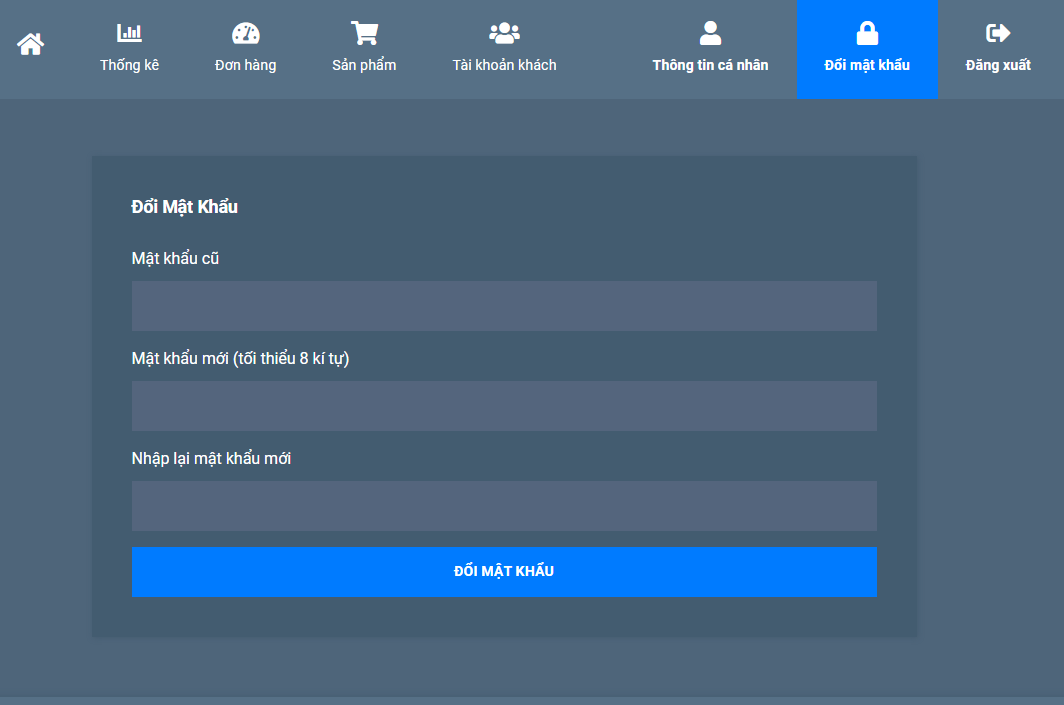 Thống kê
Đơn hàng
Sản phẩm
Tài khoản khách
Thông tin cá nhân
Đổi mật khẩu
Đăng xuất
Đổi Mật Khẩu
Mật khẩu cũ
Mật khẩu mới (tối thiểu 8 kí tự)
Nhập lại mật khẩu mới
ĐỔI MẬT KHẨU